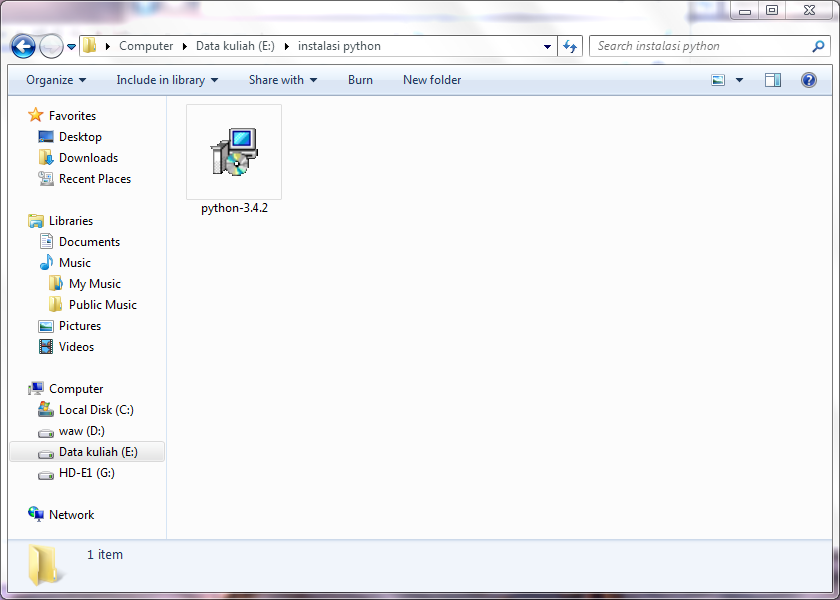 Computer Data kuliah (E:) instalasi python
Search instalasi python
Organize Include in library Share with Burn New folder
Favorites
Desktop
Downloads
Recent Places
Libraries
Documents
Music
My Music
Public Music
Pictures
Videos
Computer
Local Disk (C:)
waw (D:)
Data kuliah (E:)
HD-E1 (G:)
Network
python-3.4.2
1 item